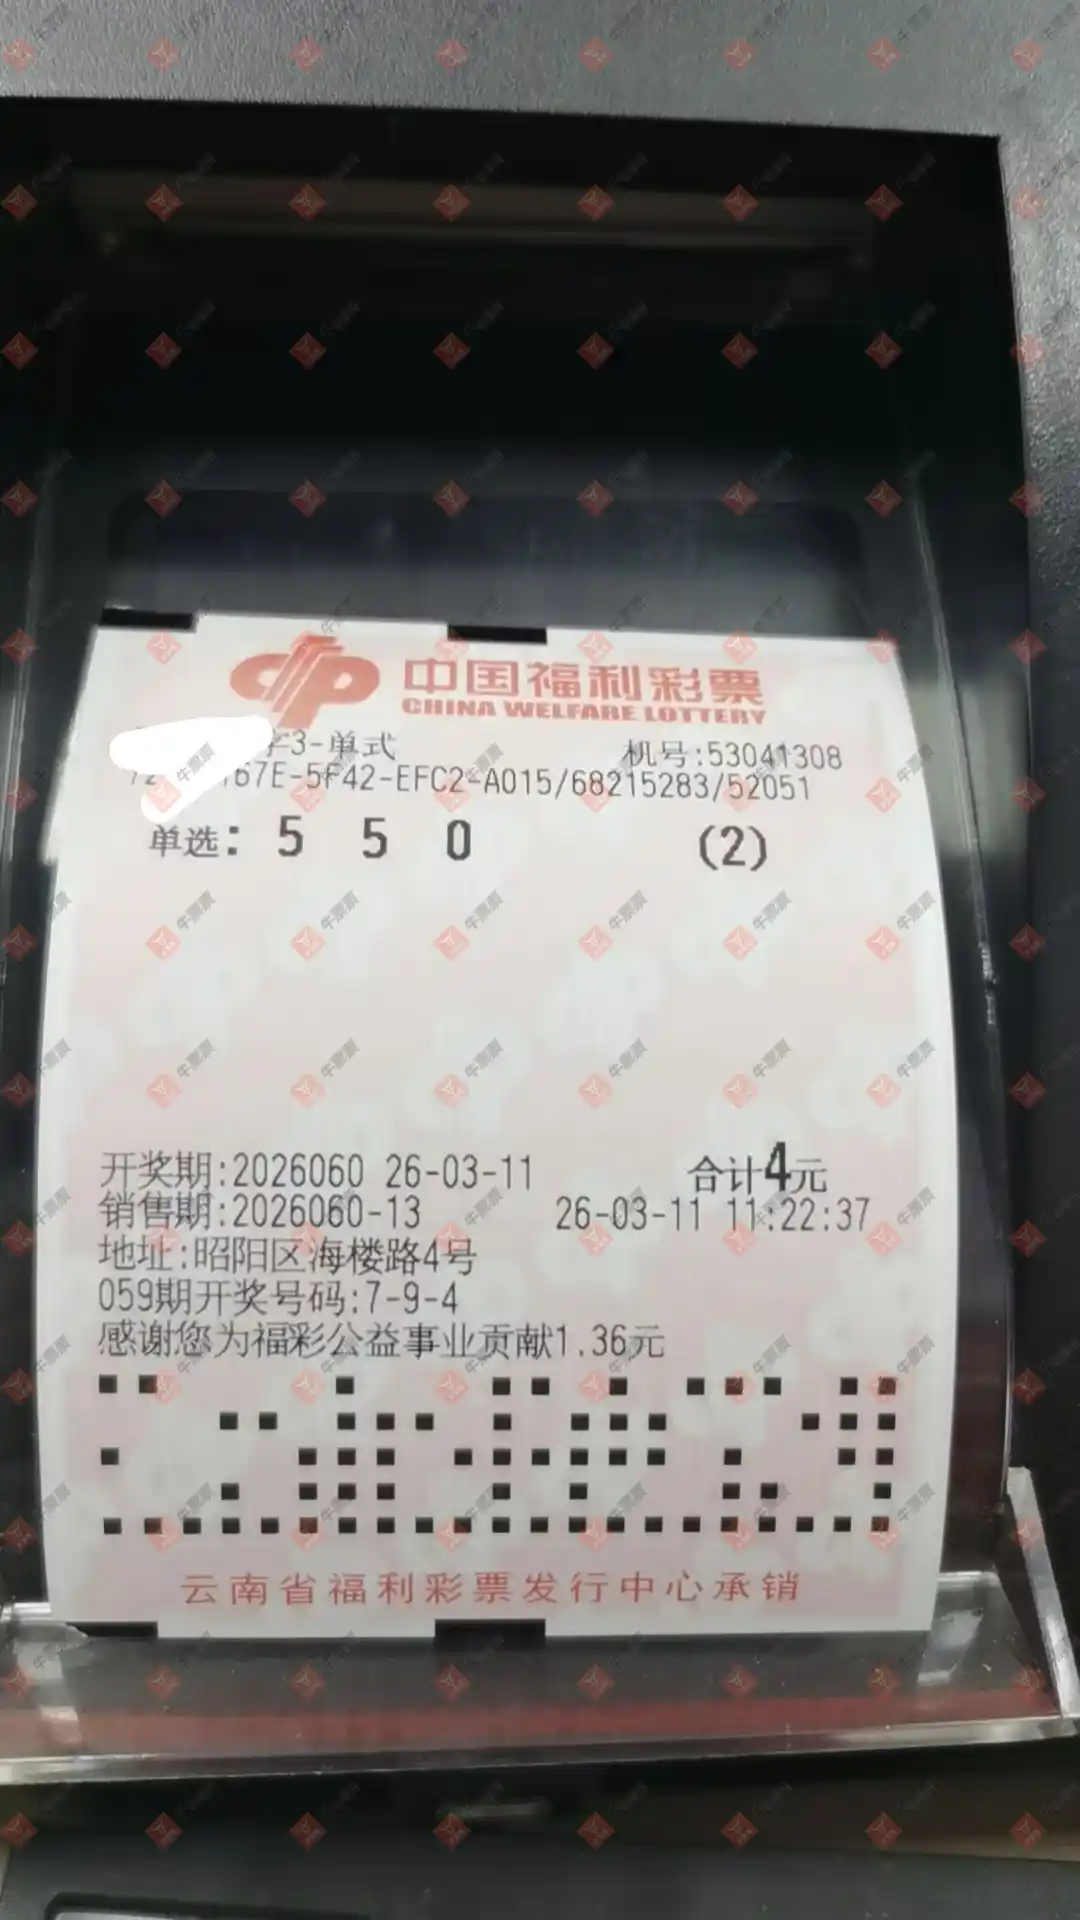 中国福利彩票
CHINA WELFARE LOTTERY
字3-单式 机号:53041308
67E-5F42-EFC2-A015/68215283/52051
单选: 5 5 0 (2)
开奖期:2026060 26-03-11 合计4元
销售期:2026060-13 26-03-11 11:22:37
地址:昭阳区海楼路4号
059期开奖号码:7-9-4
感谢您为福彩公益事业贡献1.36元
云南省福利彩票发行中心承销
牛票票